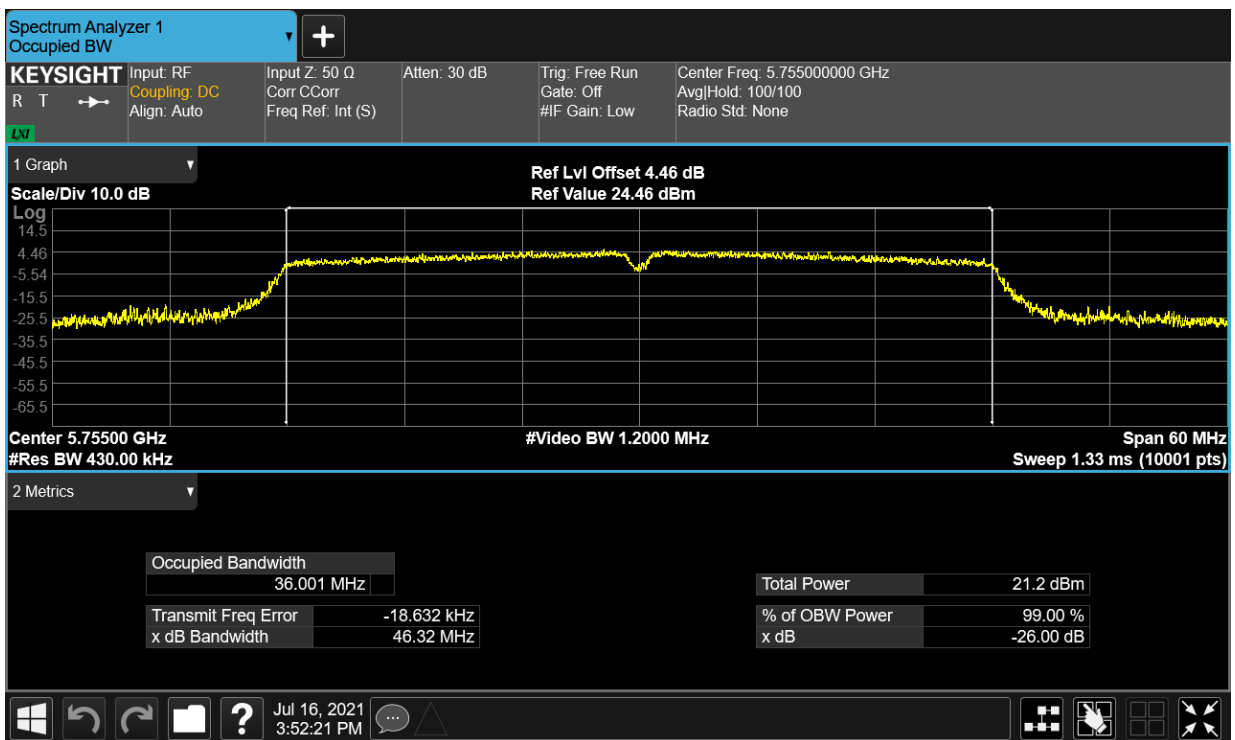 Spectrum Analyzer 1
Occupied BW
+
KEYSIGHT
R T
LXI
Input: RF
Coupling: DC
Align: Auto
Input Z: 50 Ω
Corr CCorr
Freq Ref: Int (S)
Atten: 30 dB
Trig: Free Run
Gate: Off
#IF Gain: Low
Center Freq: 5.755000000 GHz
Avg|Hold: 100/100
Radio Std: None
1 Graph
Scale/Div 10.0 dB
Ref Lvl Offset 4.46 dB
Ref Value 24.46 dBm
Log
14.5
4.46
-5.54
-15.5
-25.5
-35.5
-45.5
-55.5
-65.5
Center 5.75500 GHz
#Res BW 430.00 kHz
#Video BW 1.2000 MHz
Span 60 MHz
Sweep 1.33 ms (10001 pts)
2 Metrics
Occupied Bandwidth
36.001 MHz
Transmit Freq Error -18.632 kHz
x dB Bandwidth 46.32 MHz
Total Power 21.2 dBm
% of OBW Power 99.00 %
x dB -26.00 dB
?
Jul 16, 2021
3:52:21 PM